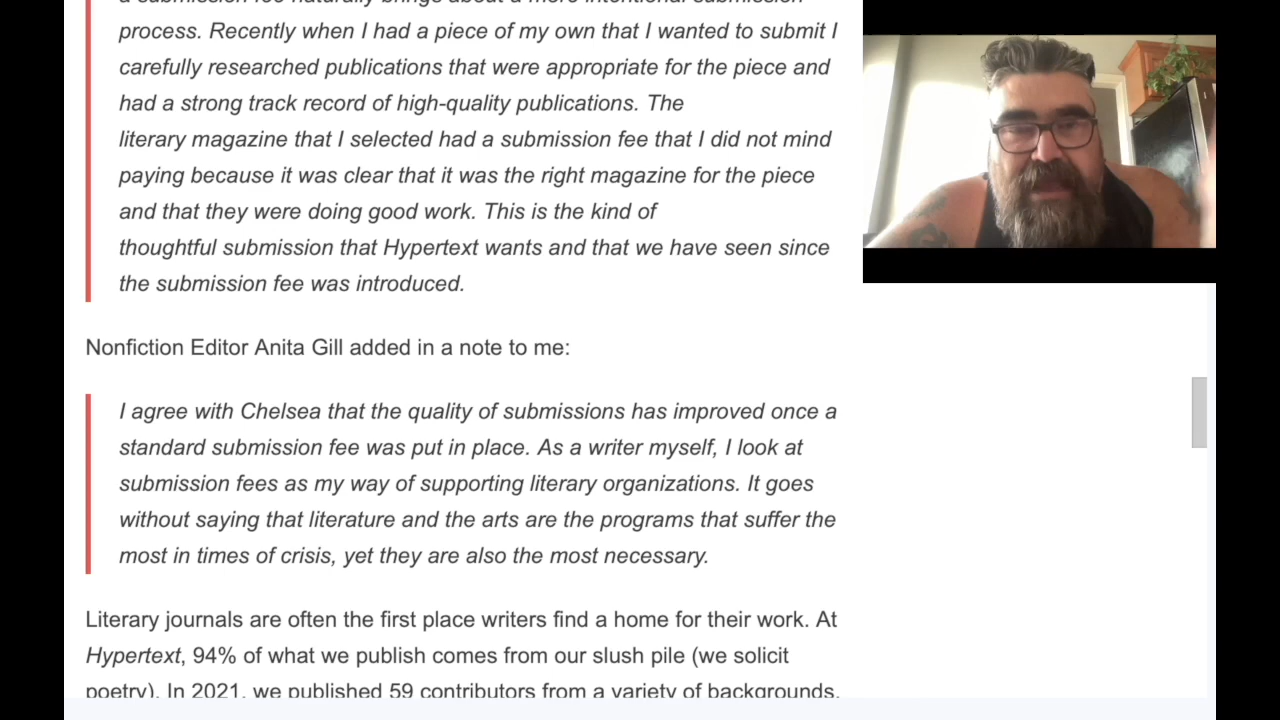 a submission fee naturally brings about a more intentional submission
process. Recently when I had a piece of my own that I wanted to submit I
carefully researched publications that were appropriate for the piece and
had a strong track record of high-quality publications. The
literary magazine that I selected had a submission fee that I did not mind
paying because it was clear that it was the right magazine for the piece
and that they were doing good work. This is the kind of
thoughtful submission that Hypertext wants and that we have seen since
the submission fee was introduced.
Nonfiction Editor Anita Gill added in a note to me:
I agree with Chelsea that the quality of submissions has improved once a
standard submission fee was put in place. As a writer myself, I look at
submission fees as my way of supporting literary organizations. It goes
without saying that literature and the arts are the programs that suffer the
most in times of crisis, yet they are also the most necessary.
Literary journals are often the first place writers find a home for their work. At
Hypertext, 94% of what we publish comes from our slush pile (we solicit
poetry). In 2021, we published 59 contributors from a variety of backgrounds,